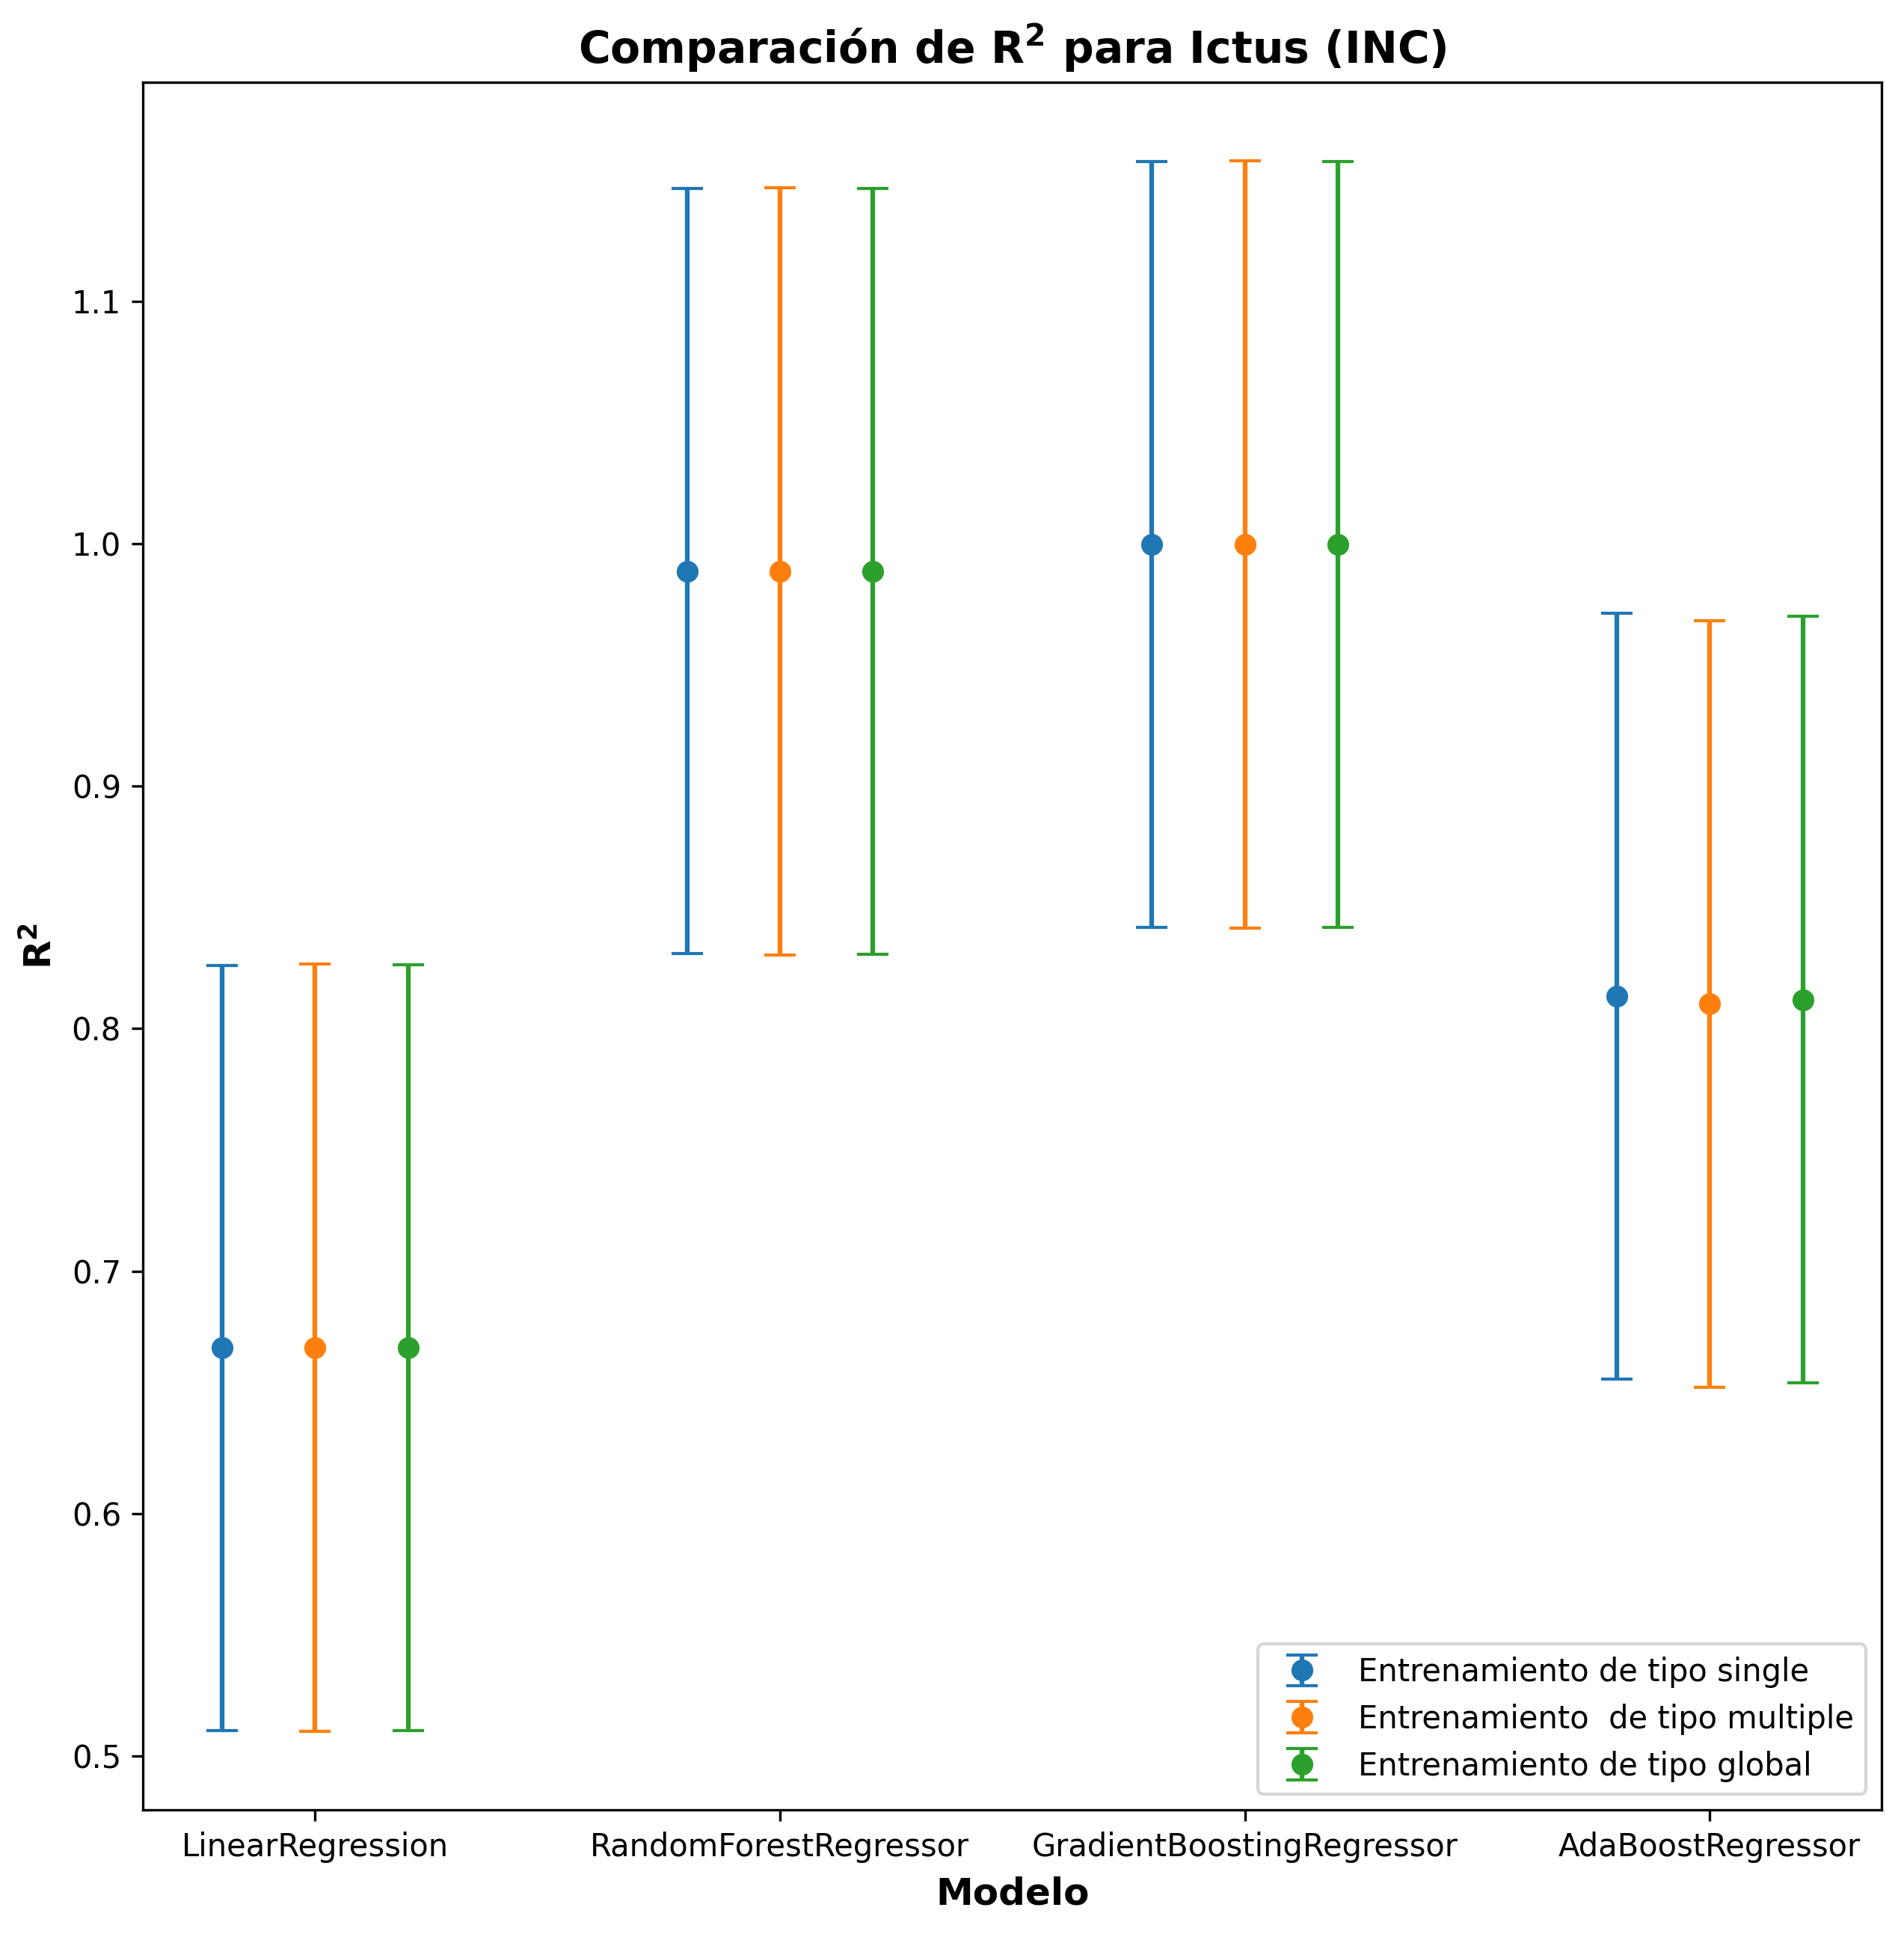 Comparación de R² para Ictus (INC)
R²
1.1
1.0
0.9
0.8
0.7
0.6
0.5
Entrenamiento de tipo single
Entrenamiento  de tipo multiple
Entrenamiento de tipo global
LinearRegression RandomForestRegressor GradientBoostingRegressor AdaBoostRegressor
Modelo